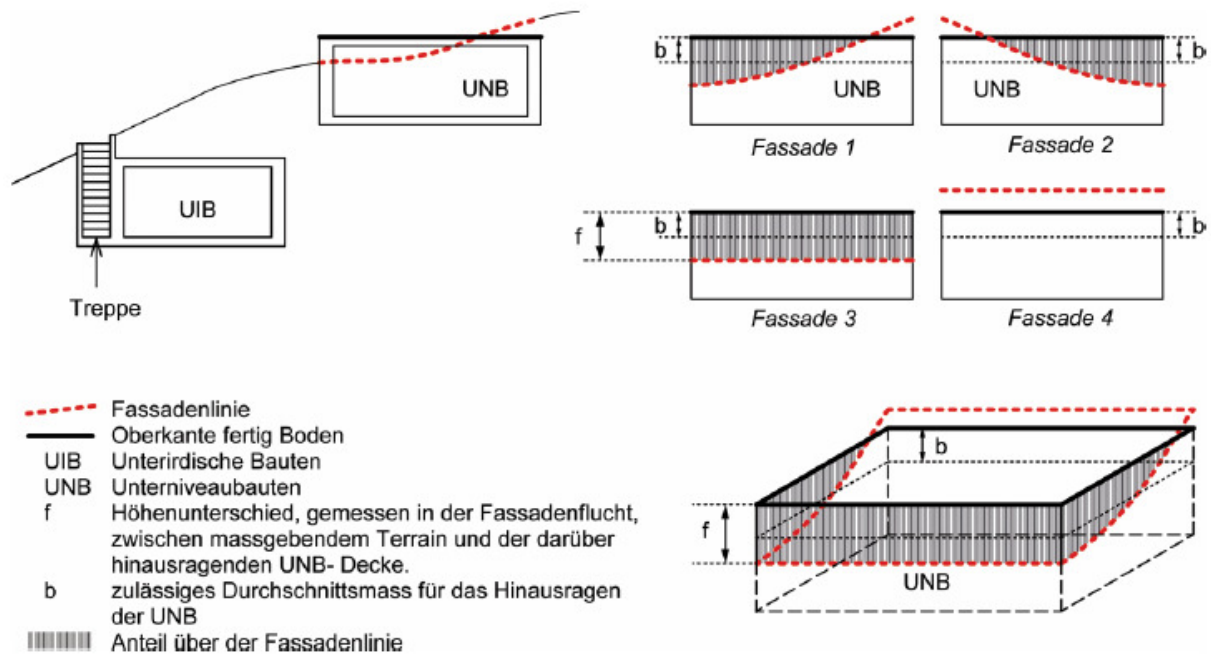 UNB
UIB
Treppe
b
UNB
Fassade 1
UNB
b
Fassade 2
f
b
Fassade 3
b
Fassade 4
Fassadenlinie
Oberkante fertig Boden
UIB Unterirdische Bauten
UNB Unterniveaubauten
f Höhenunterschied, gemessen in der Fassadenflucht,
zwischen massgebendem Terrain und der darüber
hinausragenden UNB- Decke.
b zulässiges Durchschnittsmass für das Hinausragen
der UNB
Anteil über der Fassadenlinie
b
f
UNB